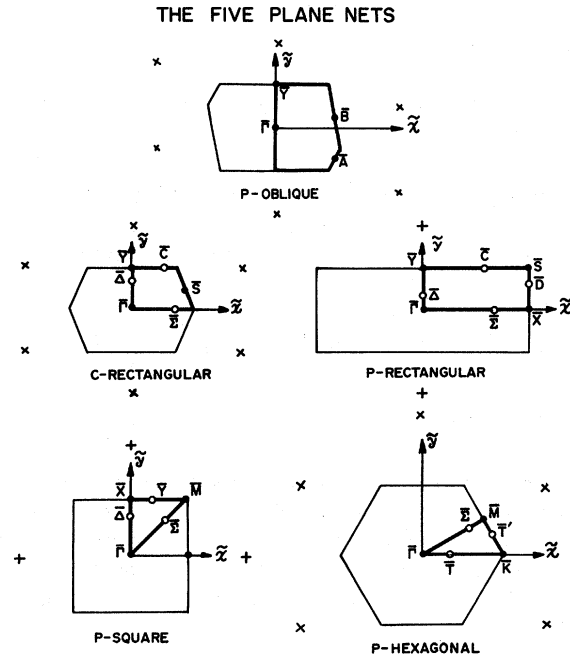 THE FIVE PLANE NETS
ỹ
Ȳ
Γ̄
B̄
x̃
Ā
P-OBLIQUE
ỹ
Ȳ
C̄
Δ̄
S̄
Γ̄
Σ̄
x̃
C-RECTANGULAR
ỹ
Ȳ
C̄
S̄
Δ̄
D̄
Γ̄
Σ̄
X̄
x̃
P-RECTANGULAR
ỹ
X̄
Ȳ
M̄
Δ̄
Σ̄
Γ̄
x̃
P-SQUARE
ỹ
Σ̄
M̄
T̄'
Γ̄
T̄
K̄
x̃
P-HEXAGONAL